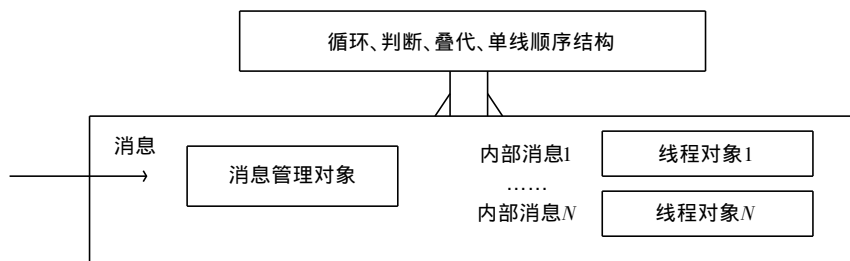 循环、判断、叠代、单线顺序结构
消息
消息管理对象
内部消息1
线程对象1
……
内部消息N
线程对象N